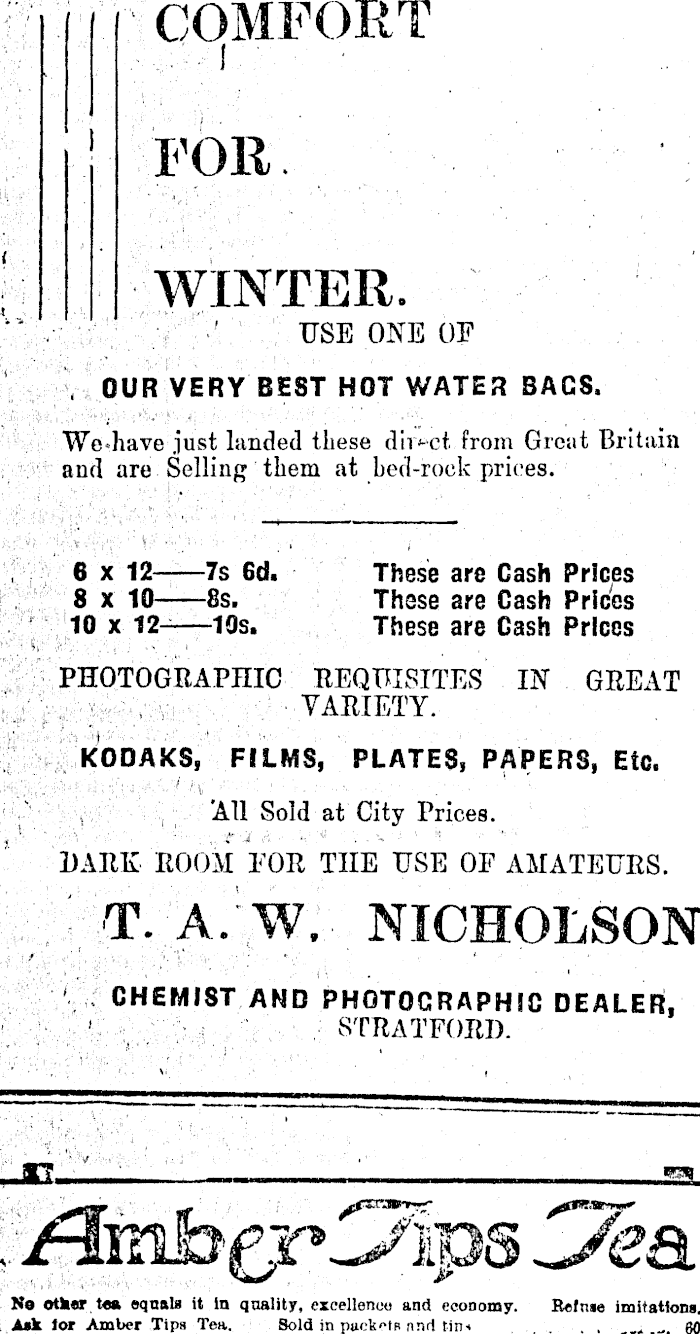 COMFORT
FOR
WINTER.
USE ONE OF
OUR VERY BEST HOT WATER BAGS.
We have just landed these direct from Great Britain
and are Selling them at bed-rock prices.
6 x 12——7s 6d. These are Cash Prices
8 x 10——8s. These are Cash Prices
10 x 12——10s. These are Cash Prices
PHOTOGRAPHIC REQUISITES IN GREAT
VARIETY.
KODAKS, FILMS, PLATES, PAPERS, Etc.
All Sold at City Prices.
DARK ROOM FOR THE USE OF AMATEURS.
T. A. W. NICHOLSON
CHEMIST AND PHOTOGRAPHIC DEALER,
STRATFORD.
Amber Tips Tea
No other tea equals it in quality, excellence and economy. Refuse imitations.
Ask for Amber Tips Tea. Sold in packets and tins 60